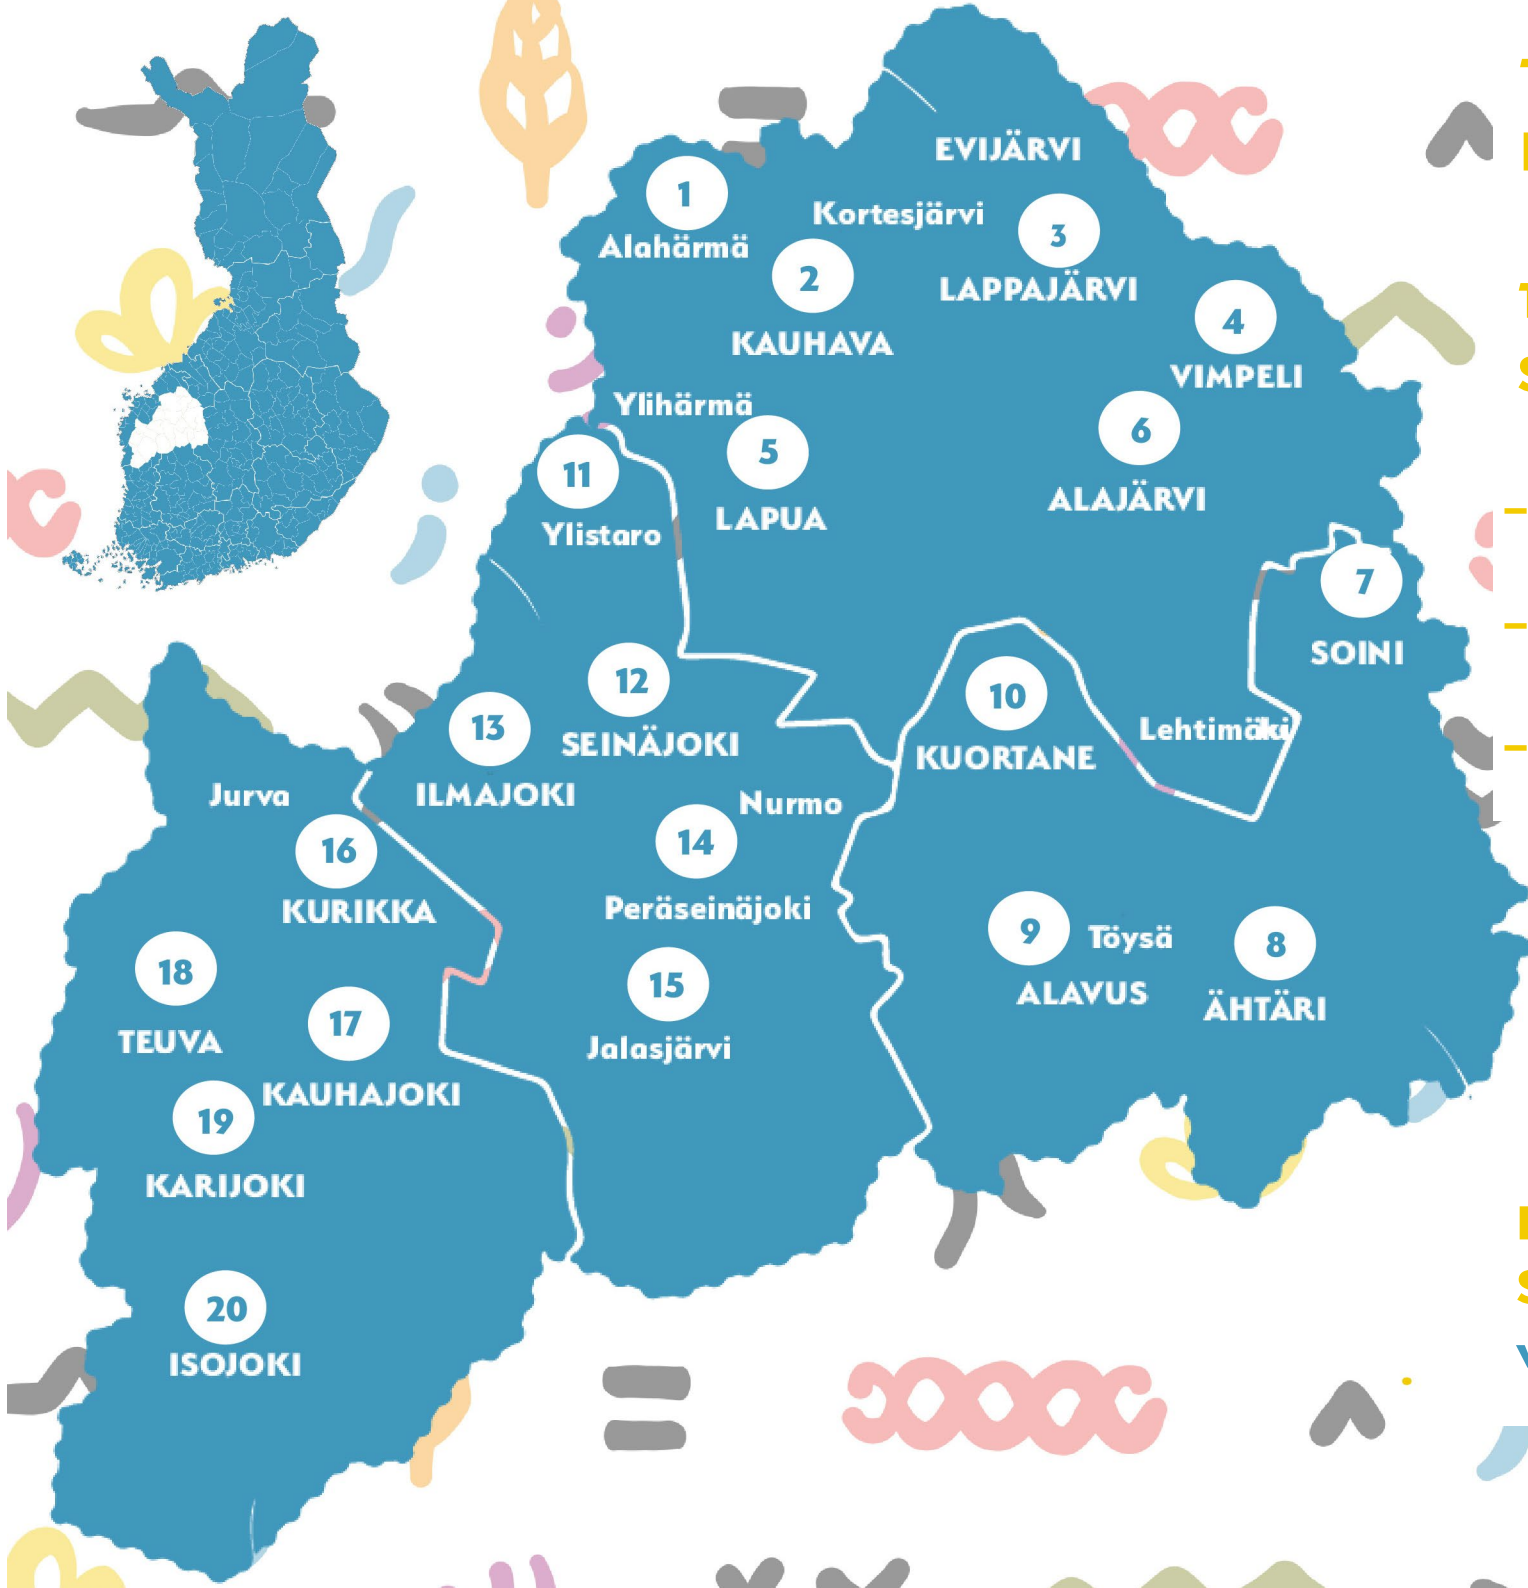 EVIJÄRVI
1
Alahärmä
Kortesjärvi
3
LAPPAJÄRVI
2
KAUHAVA
4
VIMPELI
Ylihärmä
5
LAPUA
6
ALAJÄRVI
11
Ylistaro
7
SOINI
12
SEINÄJOKI
10
KUORTANE
Lehtimäki
13
ILMAJOKI
Jurva
Nurmo
16
KURIKKA
14
Peräseinäjoki
9
Töysä
ALAVUS
8
ÄHTÄRI
18
TEUVA
17
KAUHAJOKI
15
Jalasjärvi
19
KARIJOKI
20
ISOJOKI